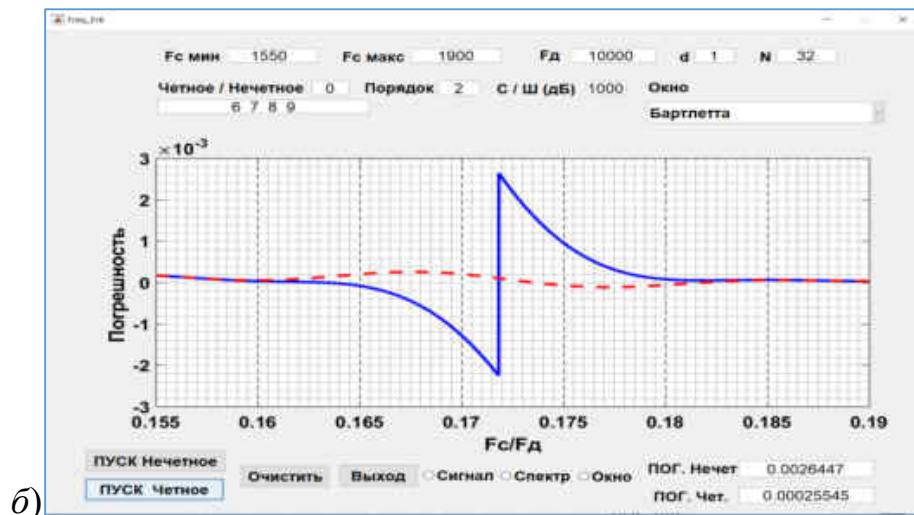 Freq_Err6
Fc мин 1550 Fc макс 1900 Fд 10000 d 1 N 32
Четное / Нечетное 0 Порядок 2 С / Ш (дБ) 1000 Окно
6 7 8 9
Бартлетта
×10⁻³
3
2
1
0
-1
-2
-3
Погрешность
0.155 0.16 0.165 0.17 0.175 0.18 0.185 0.19
Fc/Fд
ПУСК Нечетное
ПУСК Четное
Очистить Выход Сигнал Спектр Окно
ПОГ. Нечет 0.0026447
ПОГ. Чет. 0.00025545
б)